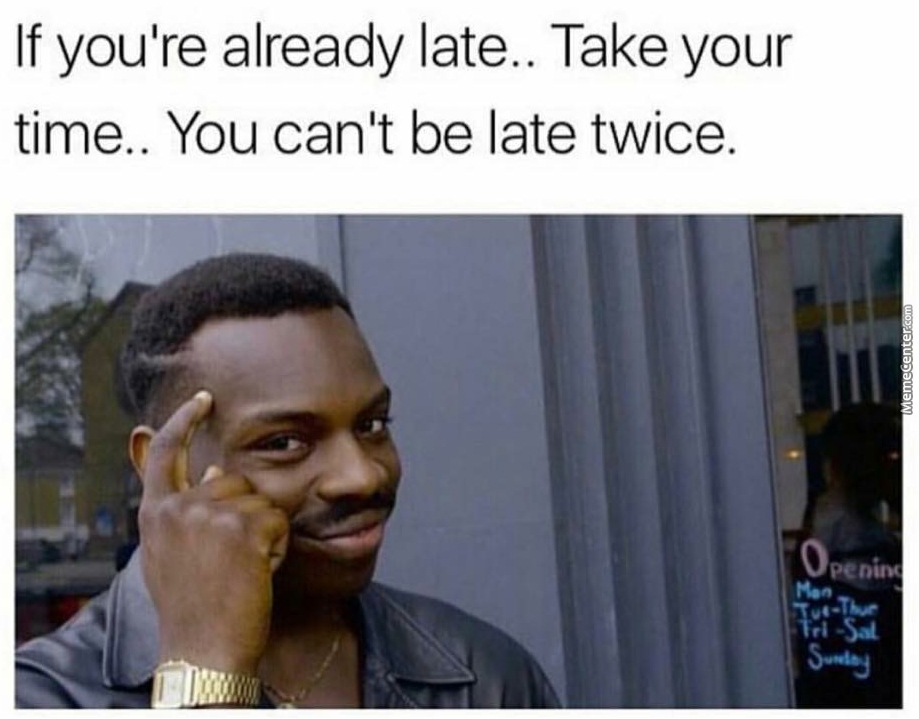 If you're already late.. Take your
time.. You can't be late twice.
MemeCenter.com
Opening
Mon
Tue-Thur
Fri -Sat
Sunday